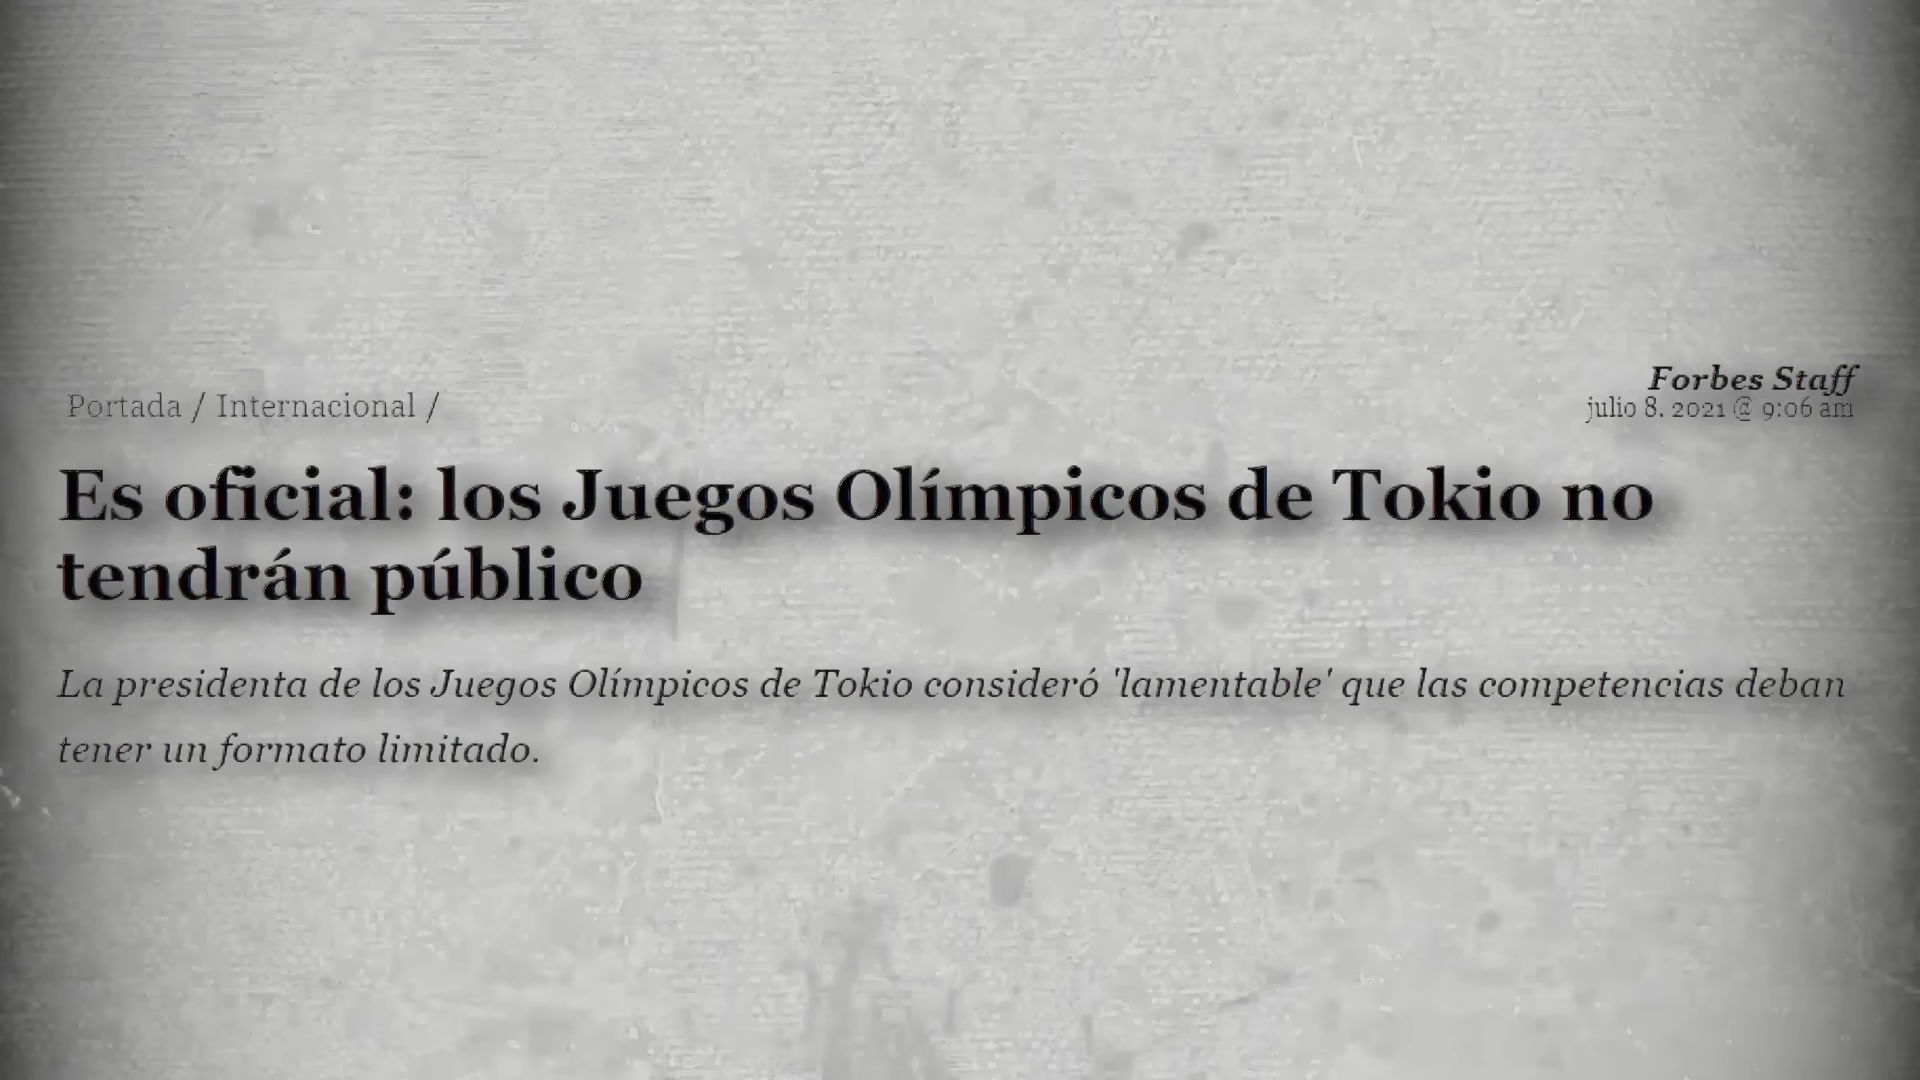 Portada / Internacional /
Forbes Staff
julio 8, 2021 @ 9:06 am
Es oficial: los Juegos Olímpicos de Tokio no
tendrán público
La presidenta de los Juegos Olímpicos de Tokio consideró 'lamentable' que las competencias deban
tener un formato limitado.